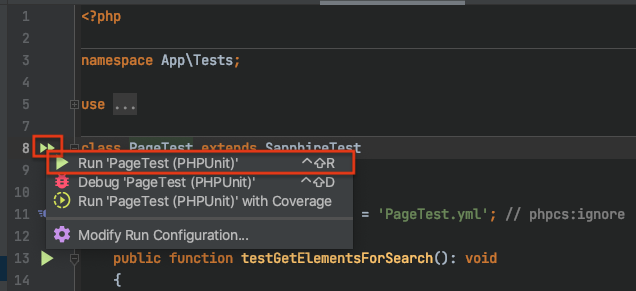 1 <?php
2
3 namespace App\Tests;
4
5 use ...
7
8 class PageTest extends SapphireTest
9 Run 'PageTest (PHPUnit)' ^⇧R
10 Debug 'PageTest (PHPUnit)' ^⇧D
Run 'PageTest (PHPUnit)' with Coverage
11 = 'PageTest.yml'; // phpcs:ignore
12 Modify Run Configuration...
13 public function testGetElementsForSearch(): void
14 {